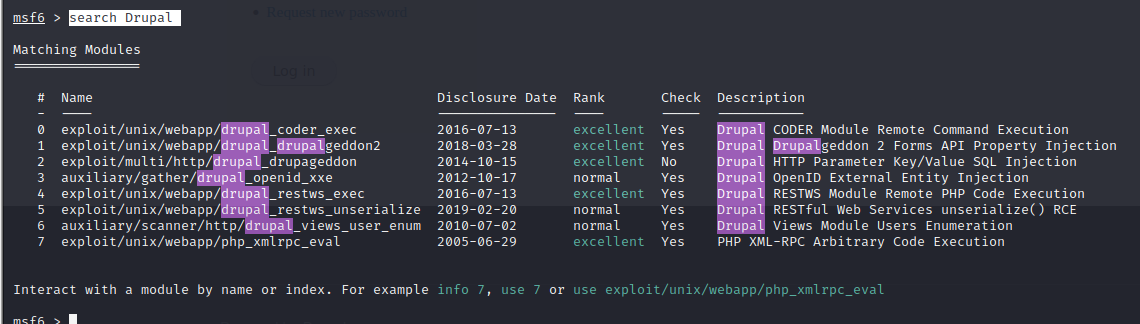 msf6 > search Drupal
Request new password
Matching Modules
================
Log in
# Name Disclosure Date Rank Check Description
- ---- --------------- ---- ----- -----------
0 exploit/unix/webapp/drupal_coder_exec 2016-07-13 excellent Yes Drupal CODER Module Remote Command Execution
1 exploit/unix/webapp/drupal_drupalgeddon2 2018-03-28 excellent Yes Drupal Drupalgeddon 2 Forms API Property Injection
2 exploit/multi/http/drupal_drupageddon 2014-10-15 excellent No Drupal HTTP Parameter Key/Value SQL Injection
3 auxiliary/gather/drupal_openid_xxe 2012-10-17 normal Yes Drupal OpenID External Entity Injection
4 exploit/unix/webapp/drupal_restws_exec 2016-07-13 excellent Yes Drupal RESTWS Module Remote PHP Code Execution
5 exploit/unix/webapp/drupal_restws_unserialize 2019-02-20 normal Yes Drupal RESTful Web Services unserialize() RCE
6 auxiliary/scanner/http/drupal_views_user_enum 2010-07-02 normal Yes Drupal Views Module Users Enumeration
7 exploit/unix/webapp/php_xmlrpc_eval 2005-06-29 excellent Yes PHP XML-RPC Arbitrary Code Execution
Interact with a module by name or index. For example info 7, use 7 or use exploit/unix/webapp/php_xmlrpc_eval
msf6 >